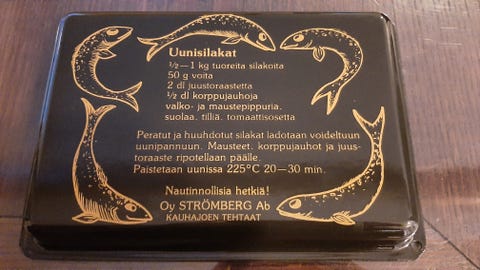 Uunisilakat
½—1 kg tuoreita silakoita
50 g voita
2 dl juustoraastetta
½ dl korppujauhoja
valko- ja maustepippuria,
suolaa, tilliä, tomaattisosetta
Peratut ja huuhdotut silakat ladotaan voideltuun
uunipannuun. Mausteet, korppujauhot ja juus-
toraaste ripotellaan päälle.
Paistetaan uunissa 225°C 20—30 min.
Nautinnollisia hetkiä!
Oy STRÖMBERG Ab
KAUHAJOEN TEHTAAT